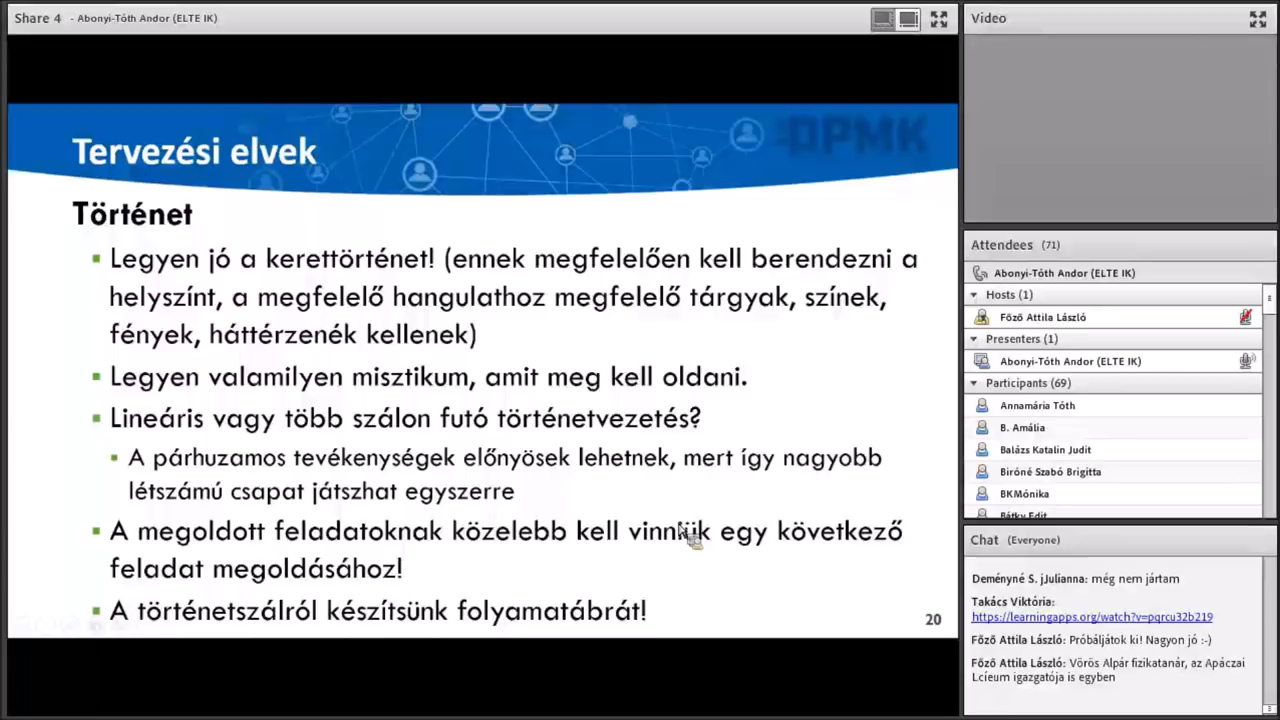 Share 4 - Abonyi-Tóth Andor (ELTE IK)
:DPMK
Tervezési elvek
Történet
Legyen jó a kerettörténet! (ennek megfelelően kell berendezni a
helyszínt, a megfelelő hangulathoz megfelelő tárgyak, színek,
fények, háttérzenék kellenek)
Legyen valamilyen misztikum, amit meg kell oldani.
Lineáris vagy több szálon futó történetvezetés?
A párhuzamos tevékenységek előnyösek lehetnek, mert így nagyobb
létszámú csapat játszhat egyszerre
A megoldott feladatoknak közelebb kell vinniük egy következő
feladat megoldásához!
A történetszálról készítsünk folyamatábrát!
20
Video
Attendees (71)
Abonyi-Tóth Andor (ELTE IK)
Hosts (1)
Főző Attila László
Presenters (1)
Abonyi-Tóth Andor (ELTE IK)
Participants (69)
Annamária Tóth
B. Amália
Balázs Katalin Judit
Biróné Szabó Brigitta
BKMónika
Bátky Edit
Chat (Everyone)
Deményné S. jJulianna: még nem jártam
Takács Viktória:
https://learningapps.org/watch?v=pqrcu32b219
Főző Attila László: Próbáljátok ki! Nagyon jó :-)
Főző Attila László: Vörös Alpár fizikatanár, az Apáczai
Lcíeum igazgatója is egyben